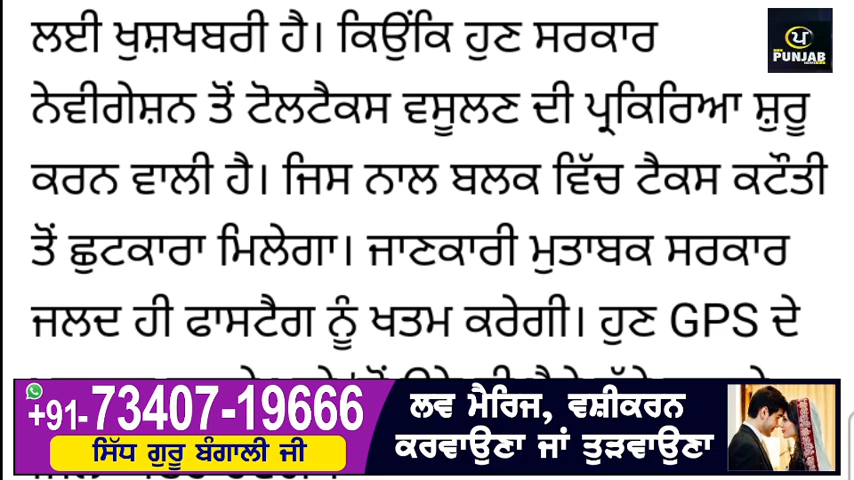 ਲਈ ਖੁਸ਼ਖਬਰੀ ਹੈ। ਕਿਉਂਕਿ ਹੁਣ ਸਰਕਾਰ
ਪ
PUNJAB
ਨੇਵੀਗੇਸ਼ਨ ਤੋਂ ਟੋਲਟੈਕਸ ਵਸੂਲਣ ਦੀ ਪ੍ਰਕਿਰਿਆ ਸ਼ੁਰੂ
ਕਰਨ ਵਾਲੀ ਹੈ। ਜਿਸ ਨਾਲ ਬਲਕ ਵਿੱਚ ਟੈਕਸ ਕਟੌਤੀ
ਤੋਂ ਛੁਟਕਾਰਾ ਮਿਲੇਗਾ। ਜਾਣਕਾਰੀ ਮੁਤਾਬਕ ਸਰਕਾਰ
ਜਲਦ ਹੀ ਫਾਸਟੈਗ ਨੂੰ ਖਤਮ ਕਰੇਗੀ। ਹੁਣ GPS ਦੇ
+91-73407-19666
ਸਿੱਧ ਗੁਰੂ ਬੰਗਾਲੀ ਜੀ
ਲਵ ਮੈਰਿਜ, ਵਸ਼ੀਕਰਨ
ਕਰਵਾਉਣਾ ਜਾਂ ਤੁੜਵਾਉਣਾ